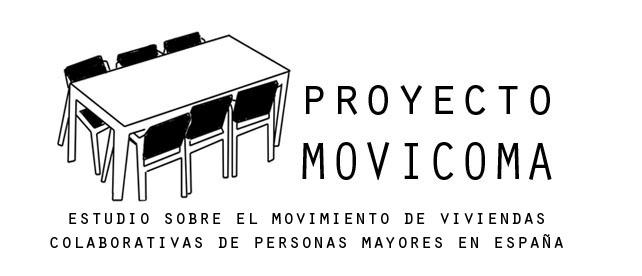 PROYECTO
MOVICOMA
ESTUDIO SOBRE EL MOVIMIENTO DE VIVIENDAS
COLABORATIVAS DE PERSONAS MAYORES EN ESPAÑA